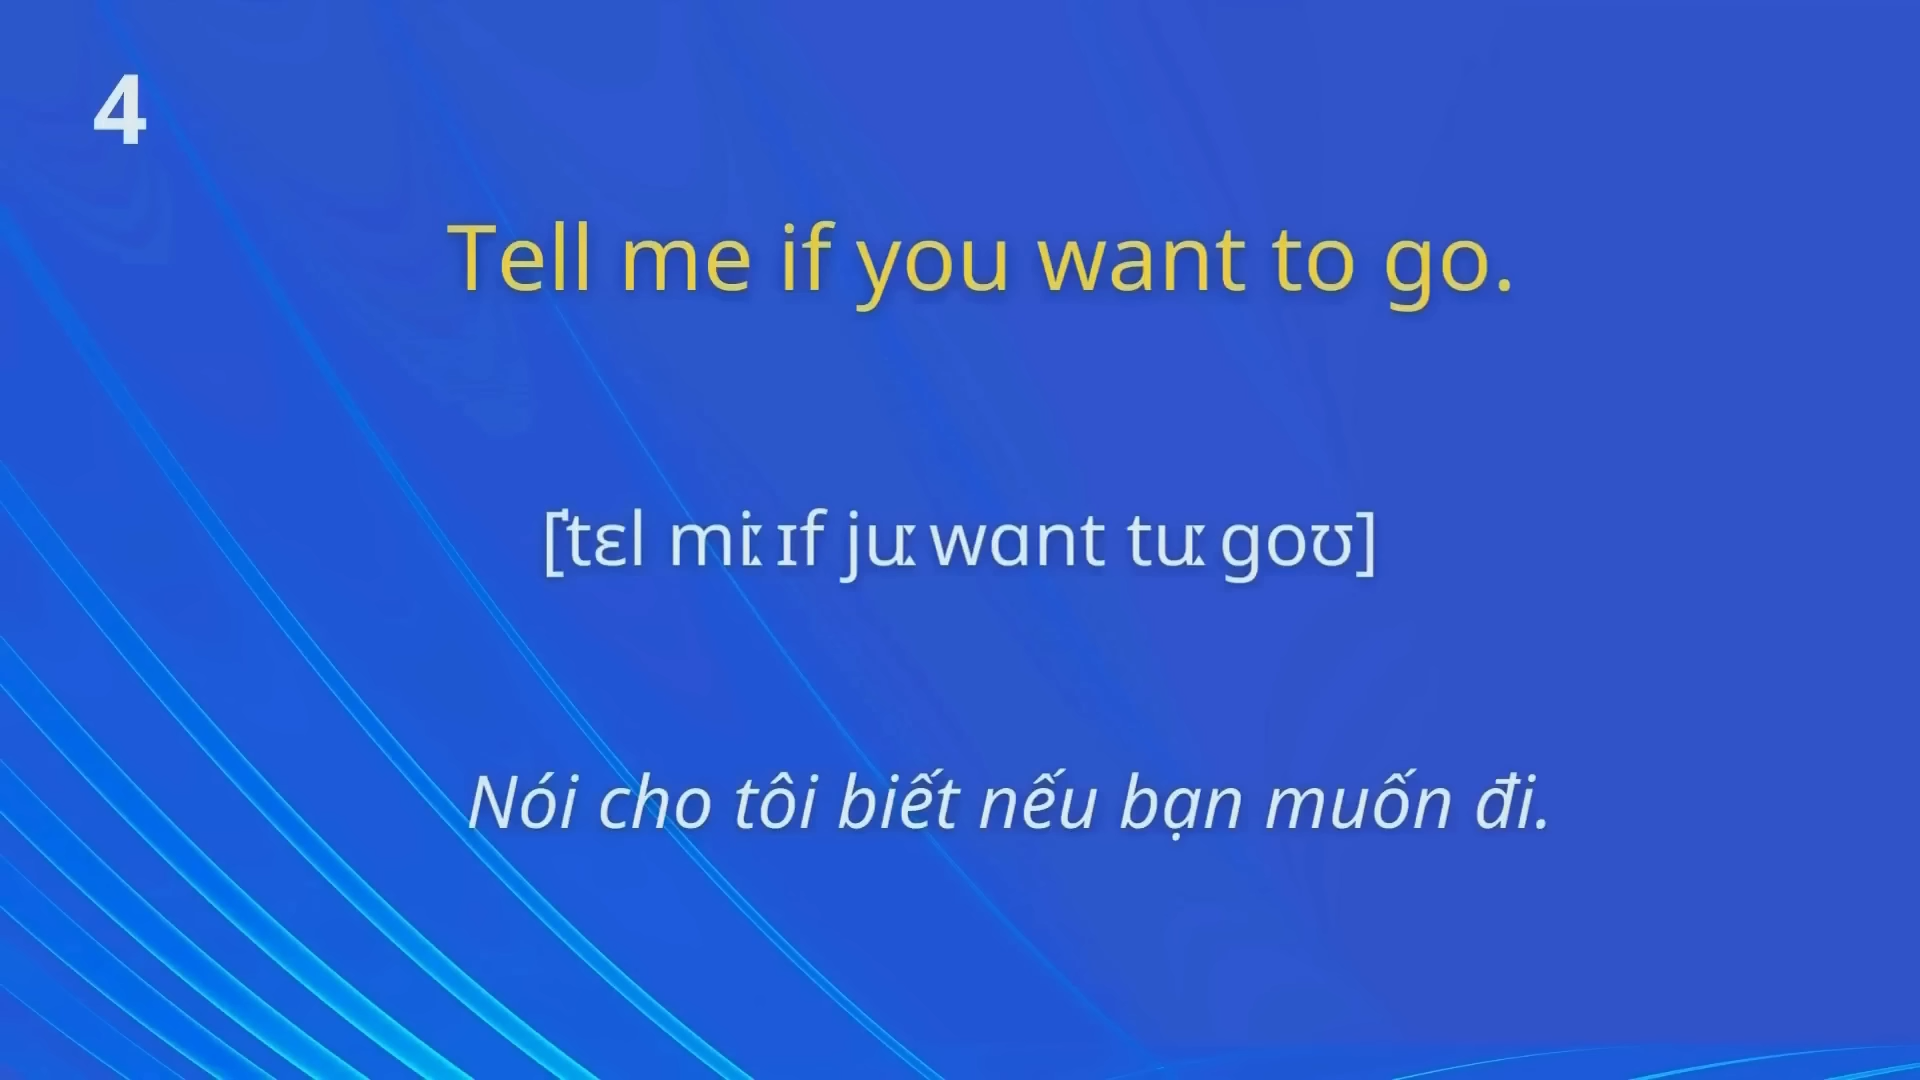 4
Tell me if you want to go.
[ˈtɛl miː ɪf juː wɑnt tuː goʊ]
Nói cho tôi biết nếu bạn muốn đi.